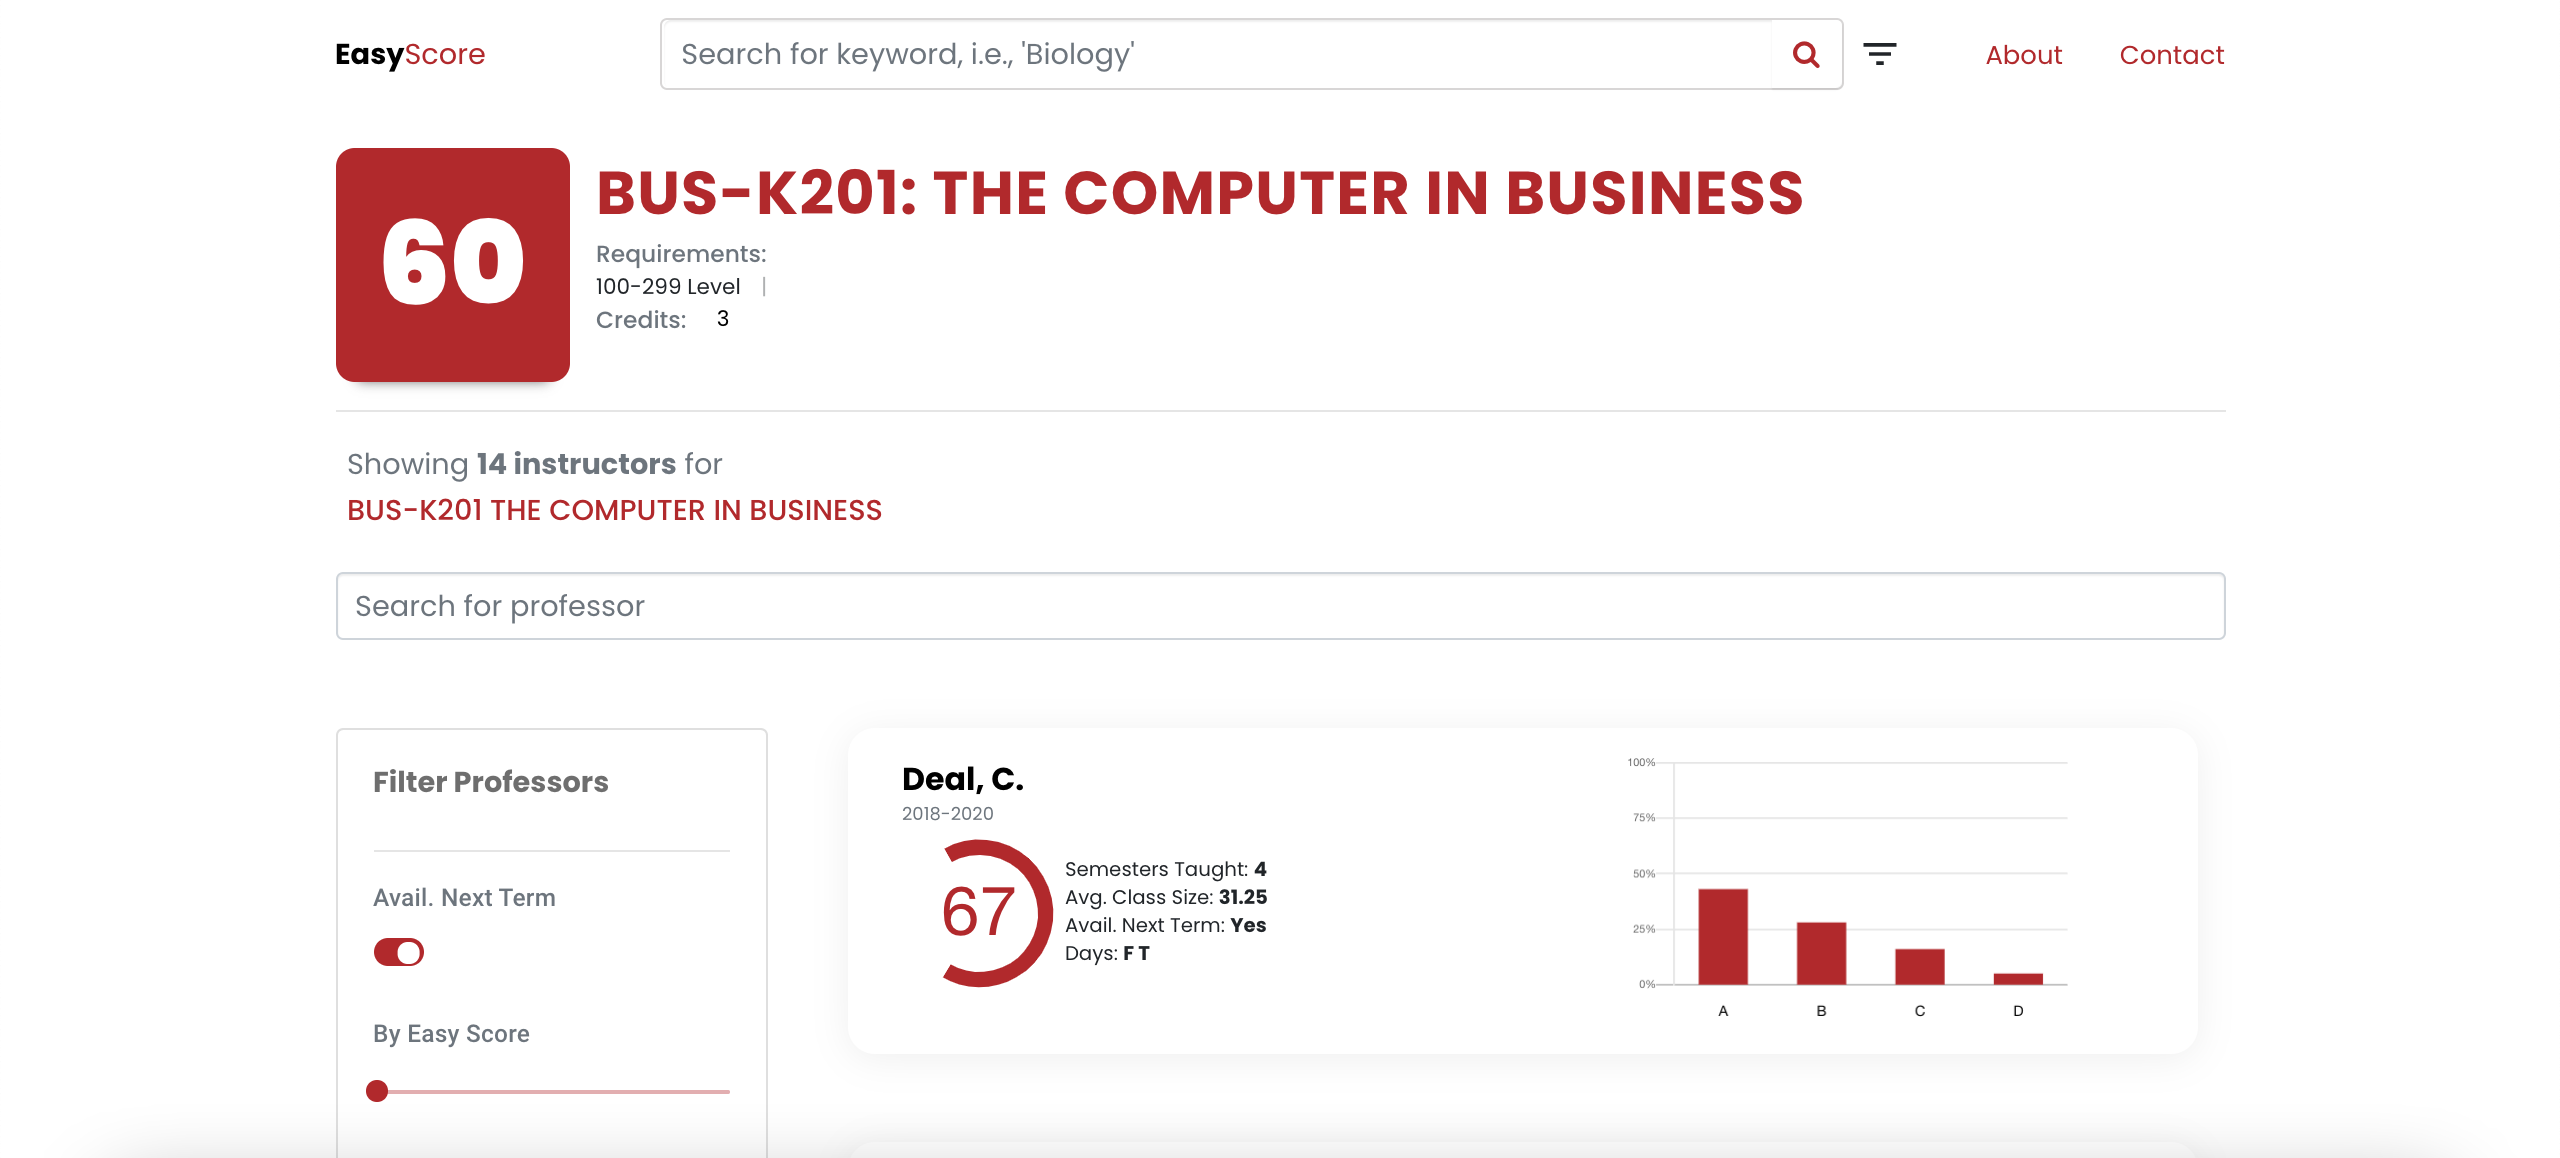 EasyScore
Search for keyword, i.e., 'Biology'
About
Contact
60
BUS-K201: THE COMPUTER IN BUSINESS
Requirements:
100-299 Level |
Credits: 3
Showing 14 instructors for
BUS-K201 THE COMPUTER IN BUSINESS
Search for professor
Filter Professors
Avail. Next Term
By Easy Score
Deal, C.
2018-2020
67
Semesters Taught: 4
Avg. Class Size: 31.25
Avail. Next Term: Yes
Days: F T
100%
75%
50%
25%
0%
A B C D